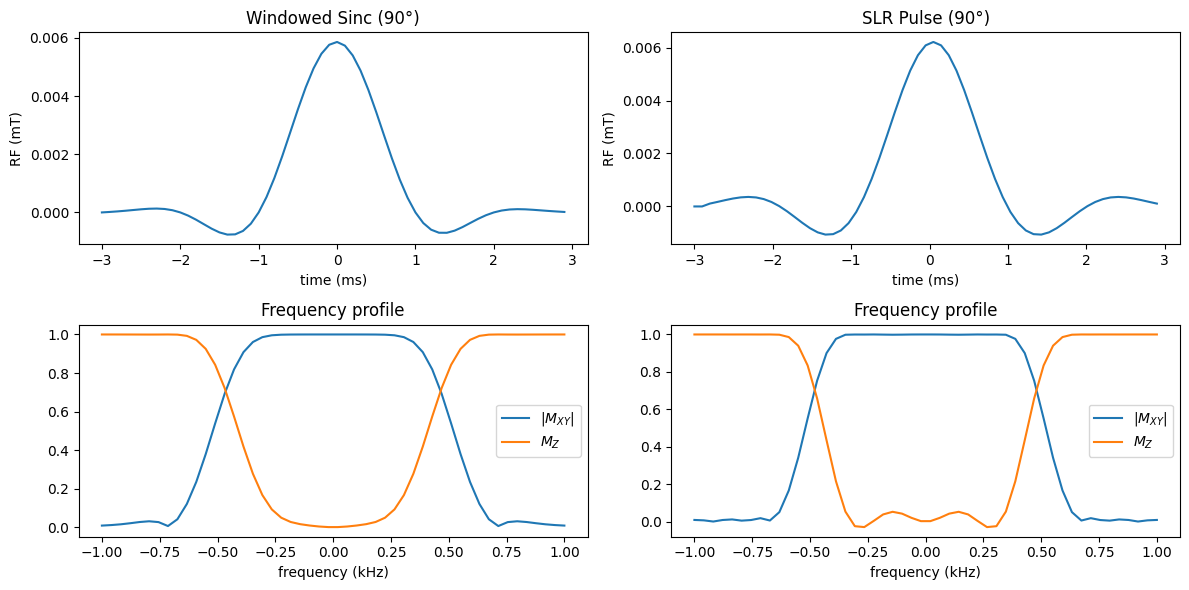 Windowed Sinc (90°)
RF (mT)
0.006
0.004
0.002
0.000
−3 −2 −1 0 1 2 3
time (ms)
SLR Pulse (90°)
RF (mT)
0.006
0.004
0.002
0.000
−3 −2 −1 0 1 2 3
time (ms)
Frequency profile
1.0
0.8
0.6
0.4
0.2
0.0
|M_{XY}|
M_Z
−1.00 −0.75 −0.50 −0.25 0.00 0.25 0.50 0.75 1.00
frequency (kHz)
Frequency profile
1.0
0.8
0.6
0.4
0.2
0.0
|M_{XY}|
M_Z
−1.00 −0.75 −0.50 −0.25 0.00 0.25 0.50 0.75 1.00
frequency (kHz)